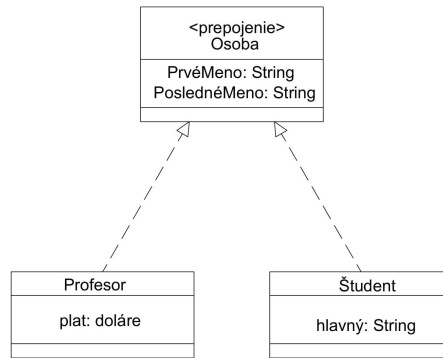 <prepojenie>
Osoba
PrvéMeno: String
PoslednéMeno: String
Profesor
plat: doláre
Študent
hlavný: String